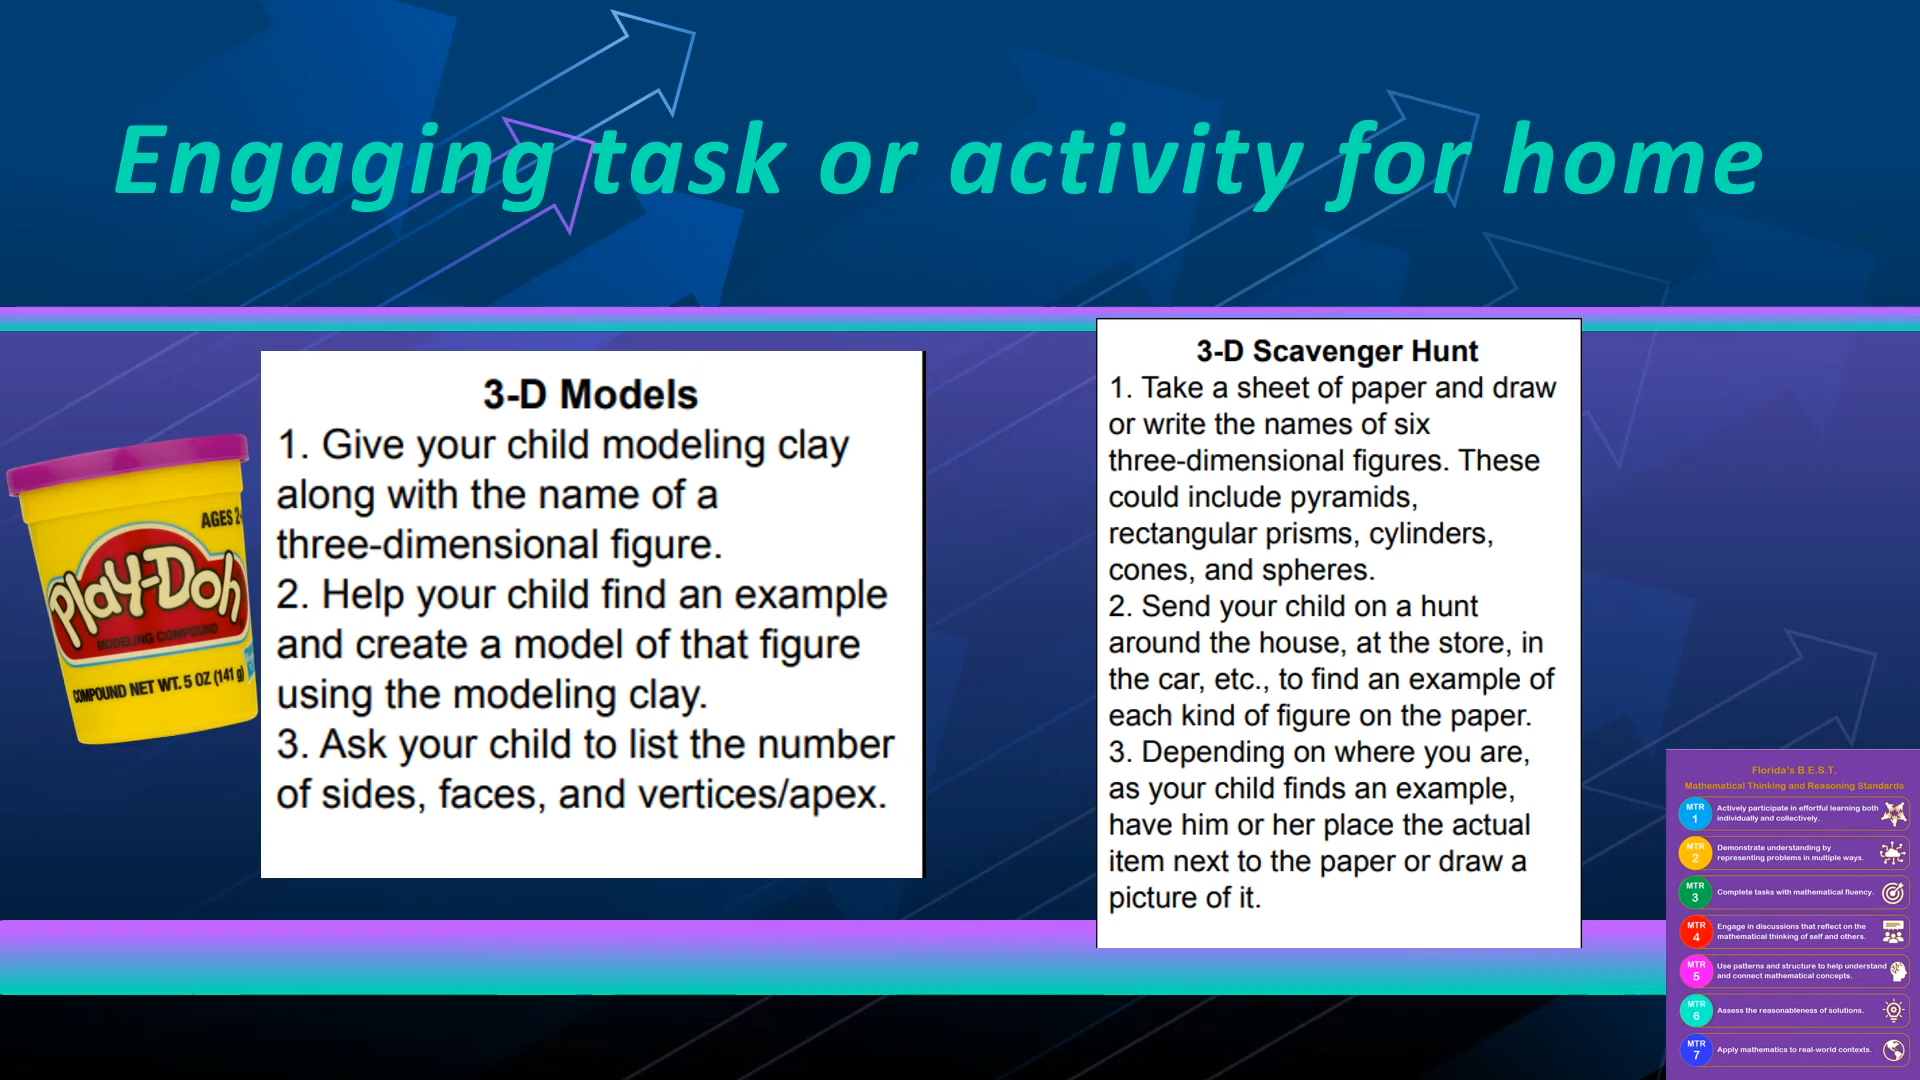 Engaging task or activity for home
3-D Models
1. Give your child modeling clay
along with the name of a
three-dimensional figure.
2. Help your child find an example
and create a model of that figure
using the modeling clay.
3. Ask your child to list the number
of sides, faces, and vertices/apex.
3-D Scavenger Hunt
1. Take a sheet of paper and draw
or write the names of six
three-dimensional figures. These
could include pyramids,
rectangular prisms, cylinders,
cones, and spheres.
2. Send your child on a hunt
around the house, at the store, in
the car, etc., to find an example of
each kind of figure on the paper.
3. Depending on where you are,
as your child finds an example,
have him or her place the actual
item next to the paper or draw a
picture of it.
AGES 2
Play-Doh
MODELING COMPOUND
COMPOUND NET WT. 5 OZ (141 g)
Florida's B.E.S.T.
Mathematical Thinking and Reasoning Standards
MTR
1
Actively participate in effortful learning both
individually and collectively.
MTR
2
Demonstrate understanding by
representing problems in multiple ways.
MTR
3
Complete tasks with mathematical fluency.
MTR
4
Engage in discussions that reflect on the
mathematical thinking of self and others.
MTR
5
Use patterns and structure to help understand
and connect mathematical concepts.
MTR
6
Assess the reasonableness of solutions.
MTR
7
Apply mathematics to real-world contexts.